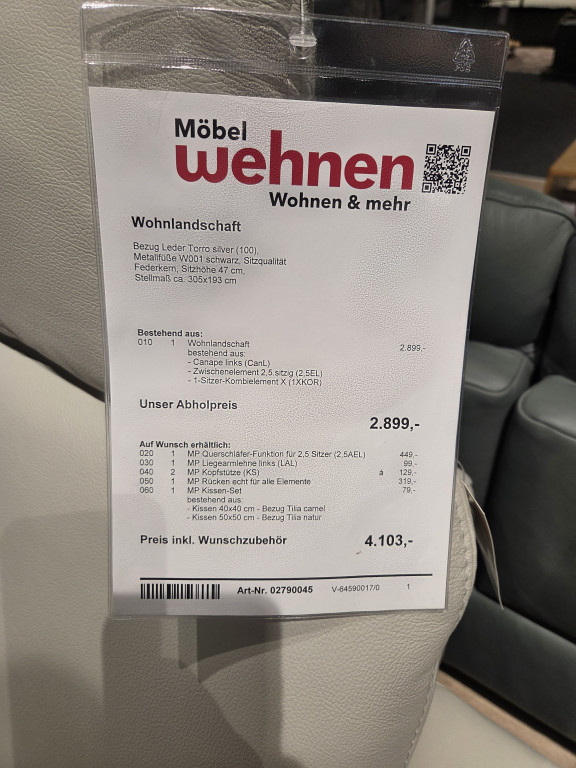 Möbel
wehnen
Wohnen & mehr
Wohnlandschaft
Bezug Leder Torro silver (100),
Metallfüße W001 schwarz, Sitzqualität
Federkern, Sitzhöhe 47 cm,
Stellmaß ca. 305x193 cm
Bestehend aus:
010 1 Wohnlandschaft 2.899,-
bestehend aus:
- Canape links (CanL)
- Zwischenelement 2,5 sitzig (2,5EL)
- 1-Sitzer-Kombielement X (1XKOR)
Unser Abholpreis
2.899,-
Auf Wunsch erhältlich:
020 1 MP Querschläfer-Funktion für 2,5 Sitzer (2,5AEL) 449,-
030 1 MP Liegearmlehne links (LAL) 99,-
040 2 MP Kopfstütze (KS) à 129,-
050 1 MP Rücken echt für alle Elemente 319,-
060 1 MP Kissen-Set 79,-
bestehend aus:
- Kissen 40x40 cm - Bezug Tilia camel
- Kissen 50x50 cm - Bezug Tilia natur
Preis inkl. Wunschzubehör 4.103,-
Art-Nr. 02790045 V-64590017/0 1